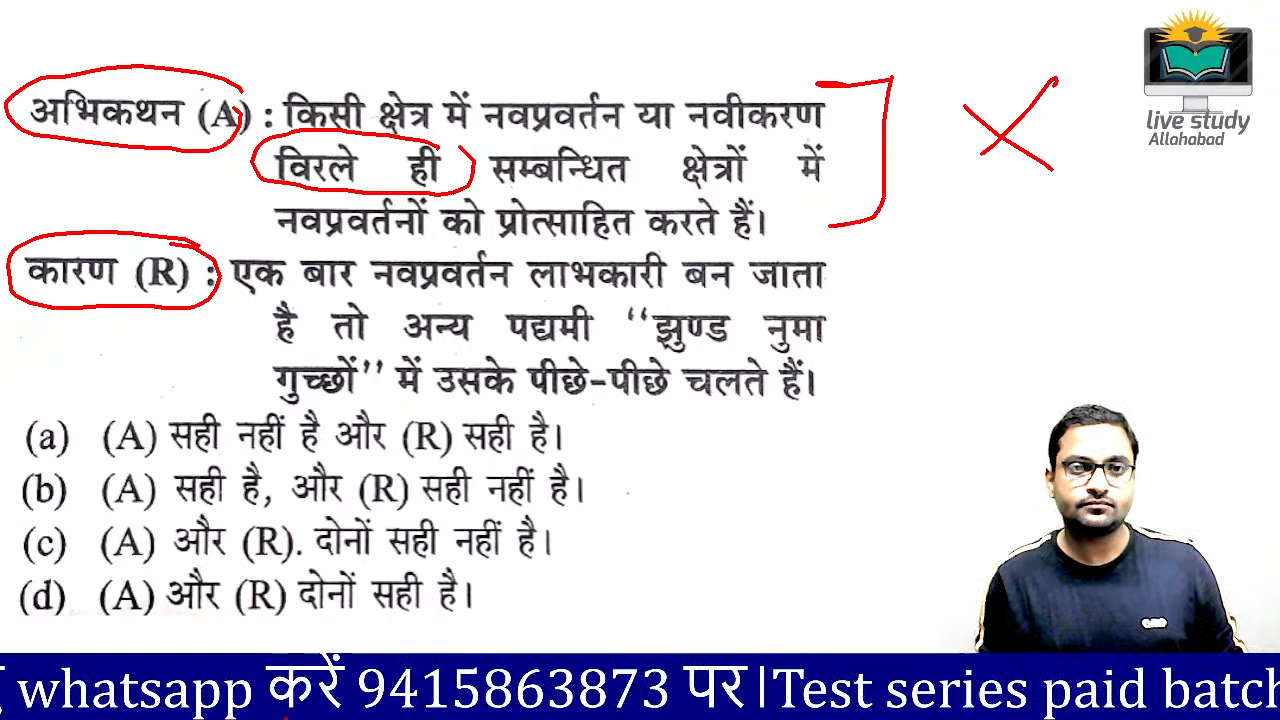 live study
Allahabad
अभिकथन (A) : किसी क्षेत्र में नवप्रवर्तन या नवीकरण
विरले ही सम्बन्धित क्षेत्रों में
नवप्रवर्तनों को प्रोत्साहित करते हैं।
कारण (R) : एक बार नवप्रवर्तन लाभकारी बन जाता
है तो अन्य पद्यमी ‘‘झुण्ड नुमा
गुच्छों’’ में उसके पीछे-पीछे चलते हैं।
(a) (A) सही नहीं है और (R) सही है।
(b) (A) सही है, और (R) सही नहीं है।
(c) (A) और (R). दोनों सही नहीं है।
(d) (A) और (R) दोनों सही है।
whatsapp करें 9415863873 पर।Test series paid batch